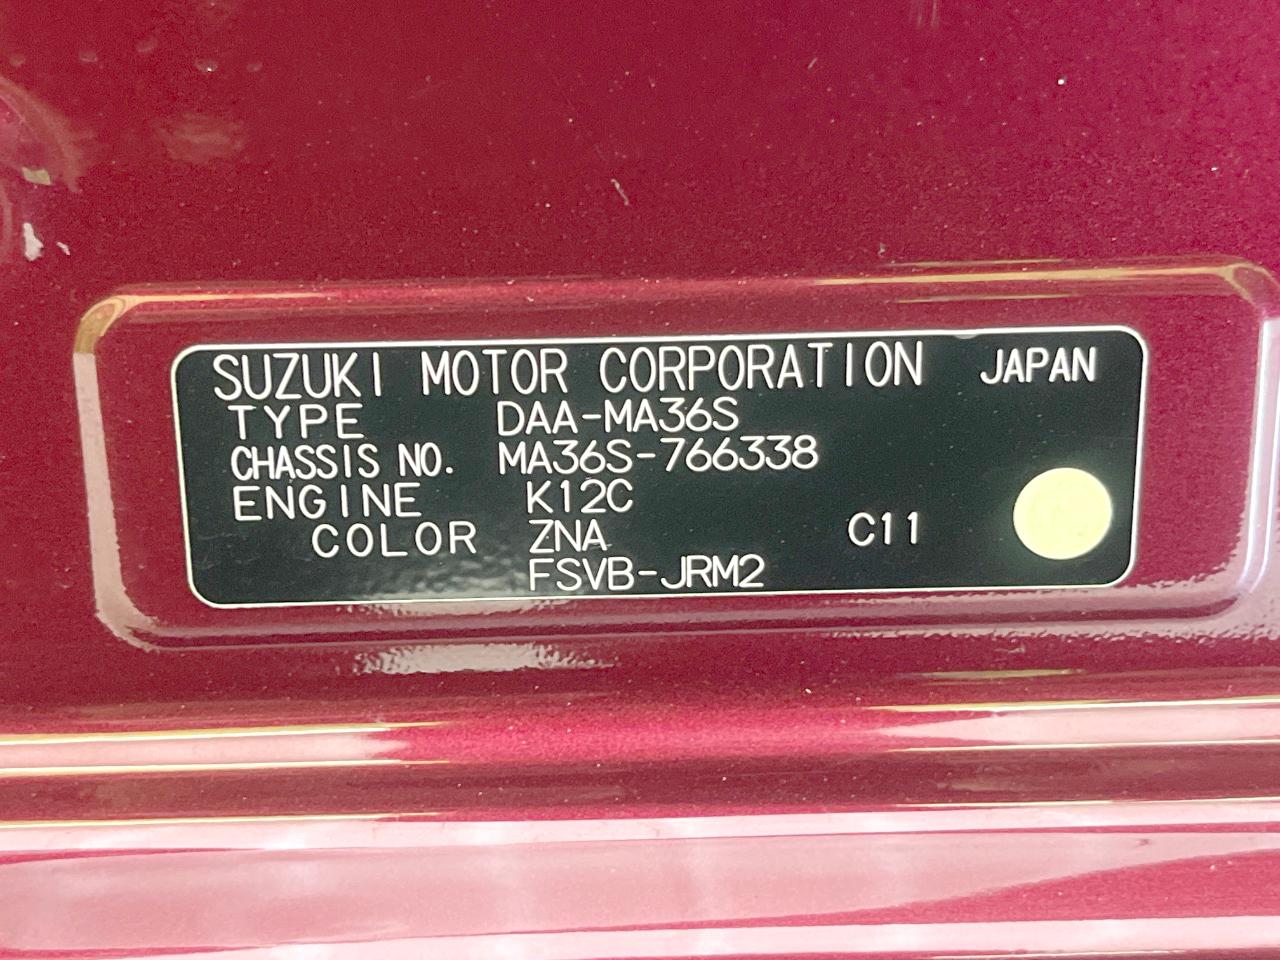 SUZUKI MOTOR CORPORATION JAPAN
TYPE DAA-MA36S
CHASSIS NO. MA36S-766338
ENGINE K12C
COLOR ZNA C11
FSVB-JRM2